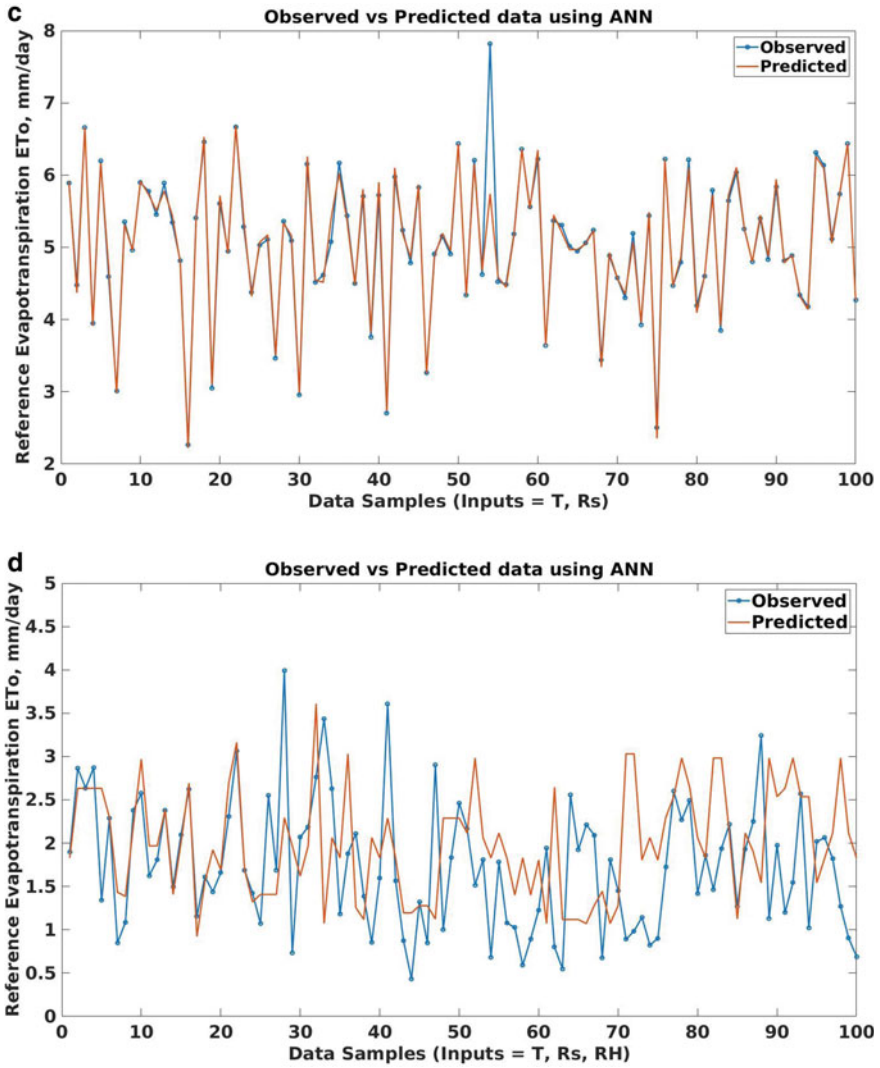 c
Observed vs Predicted data using ANN
Reference Evapotranspiration ETo, mm/day
8
7
6
5
4
3
2
Observed
Predicted
0 10 20 30 40 50 60 70 80 90 100
Data Samples (Inputs = T, Rs)
d
Observed vs Predicted data using ANN
Reference Evapotranspiration ETo, mm/day
5
4.5
4
3.5
3
2.5
2
1.5
1
0.5
0
Observed
Predicted
0 10 20 30 40 50 60 70 80 90 100
Data Samples (Inputs = T, Rs, RH)